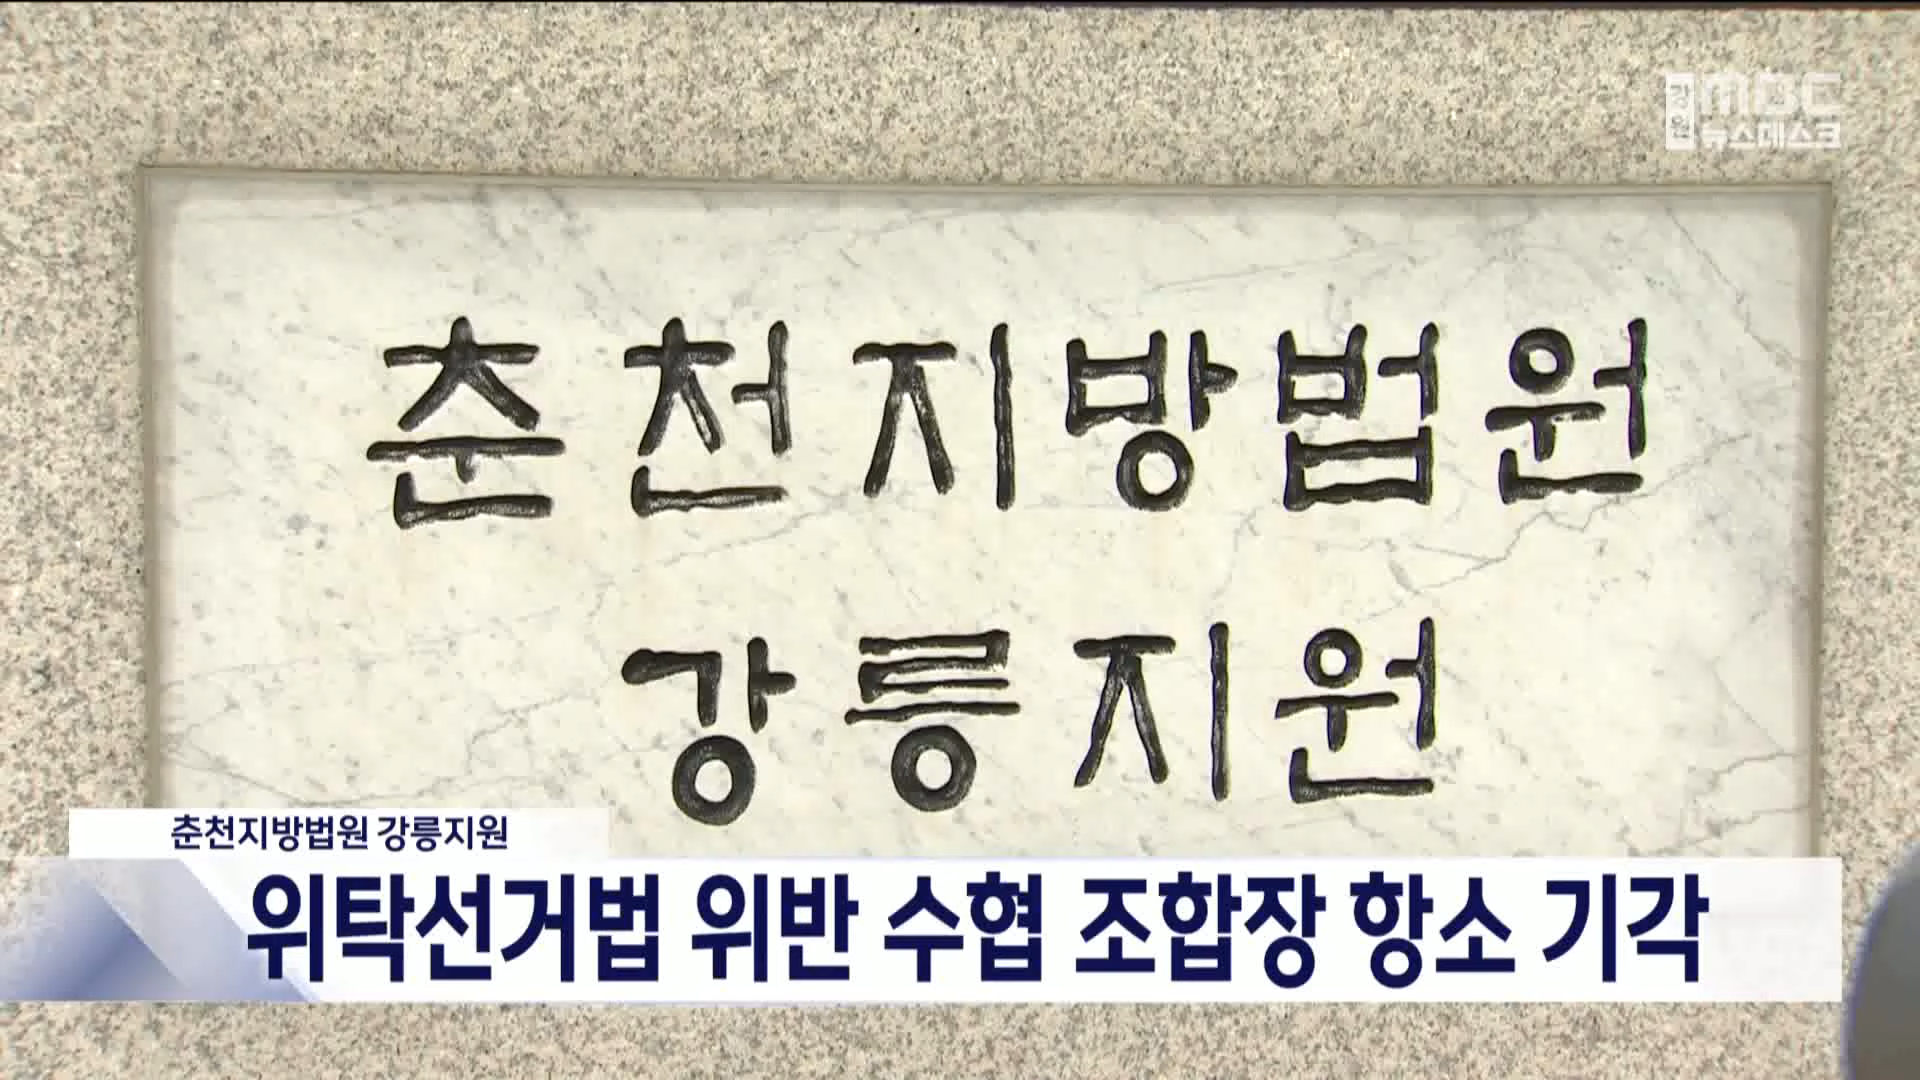 MBC
뉴스데스크
춘천지방법원
강릉지원
춘천지방법원 강릉지원
위탁선거법 위반 수협 조합장 항소 기각